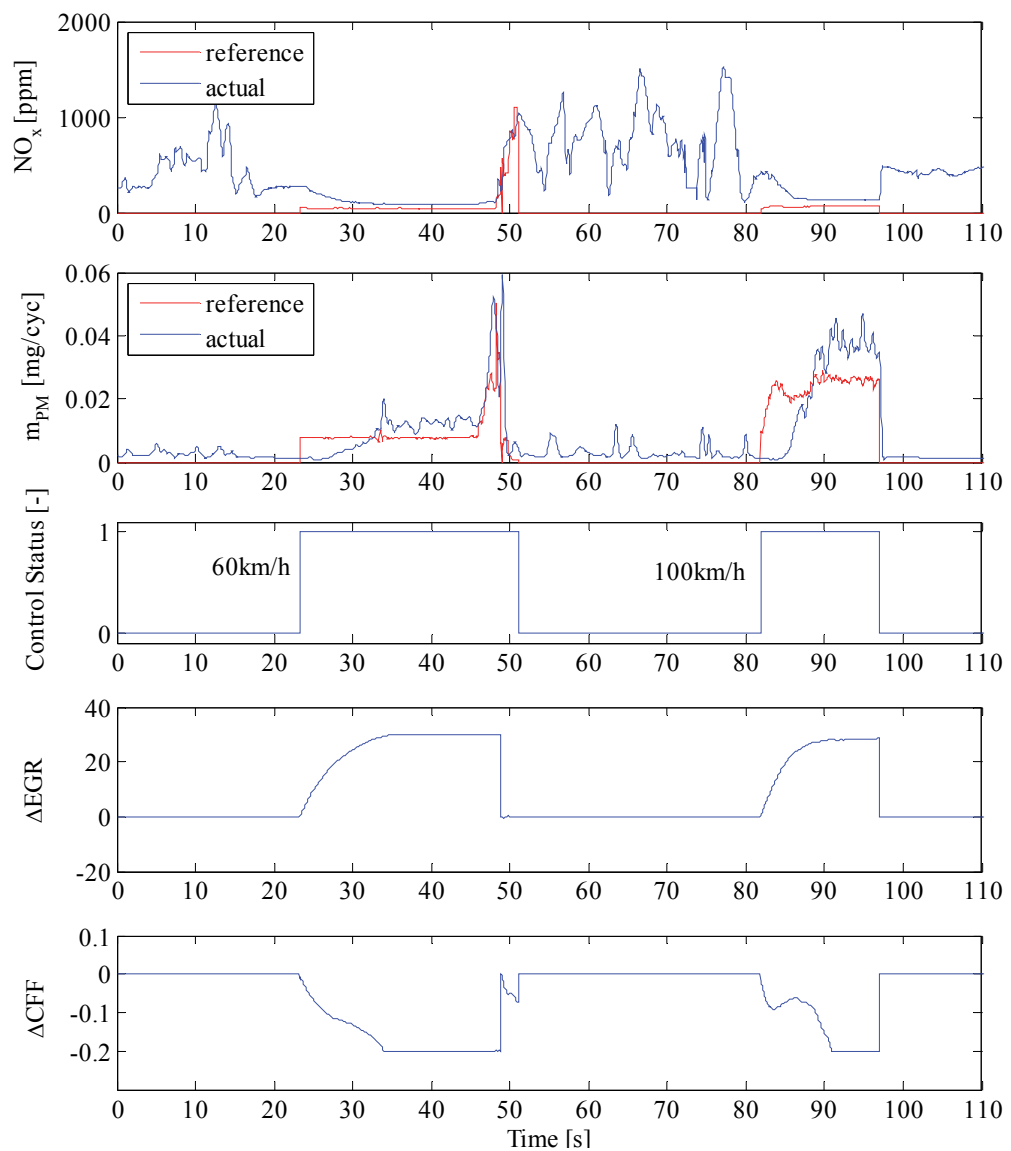 2000
1000
0
NOx [ppm]
reference
actual
0 10 20 30 40 50 60 70 80 90 100 110
0.06
0.04
0.02
0
mPM [mg/cyc]
reference
actual
0 10 20 30 40 50 60 70 80 90 100 110
1
0
Control Status [-]
60km/h
100km/h
0 10 20 30 40 50 60 70 80 90 100 110
40
20
0
-20
ΔEGR
0 10 20 30 40 50 60 70 80 90 100 110
0.1
0
-0.1
-0.2
ΔCFF
0 10 20 30 40 50 60 70 80 90 100 110
Time [s]